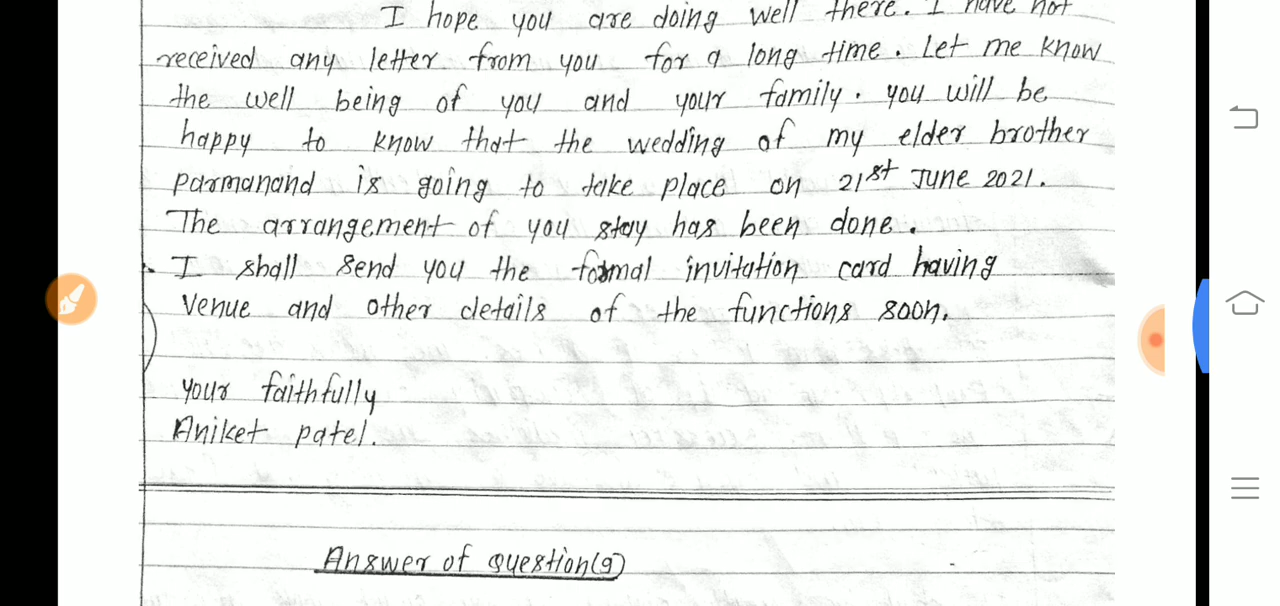 I hope you are doing well there. I have not
received any letter from you for a long time. Let me know
the well being of you and your family. you will be
happy to know that the wedding of my elder brother
Parmanand is going to take place on 21st June 2021.
The arrangement of you stay has been done.
I shall send you the formal invitation card having
Venue and other details of the functions soon.
your faithfully
Aniket patel.
Answer of question(9)